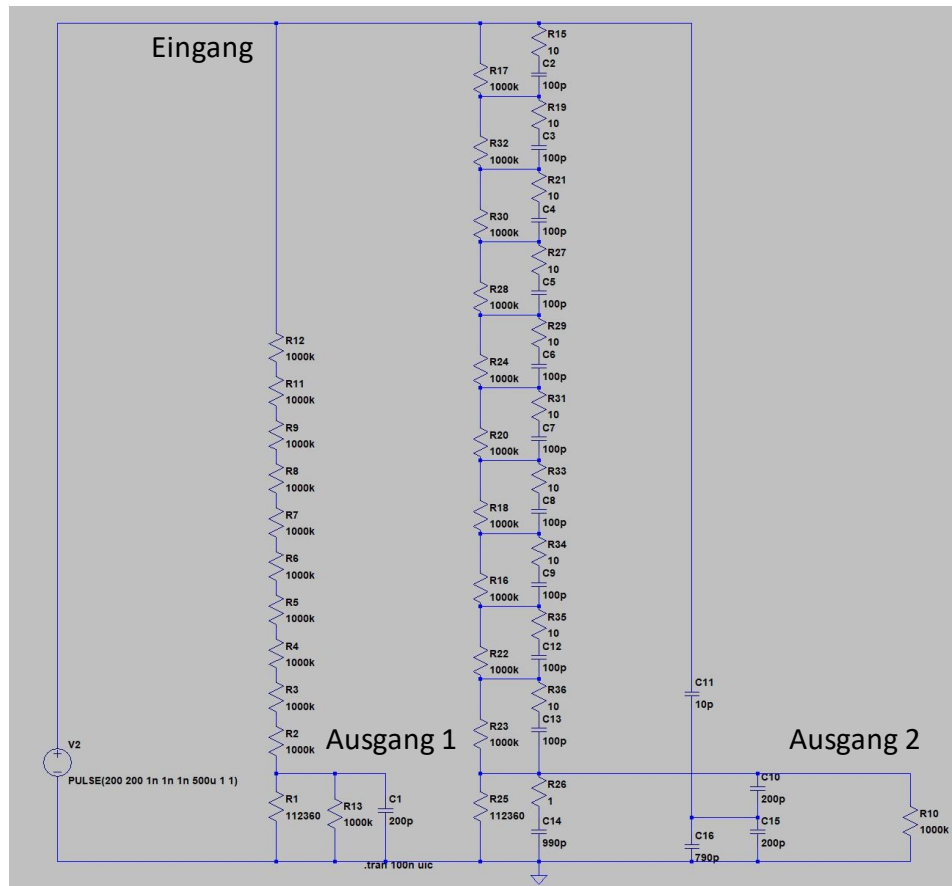 Eingang
R15
10
C2
100p
R17
1000k
R19
10
C3
100p
R32
1000k
R21
10
C4
100p
R30
1000k
R27
10
C5
100p
R28
1000k
R29
10
C6
100p
R24
1000k
R31
10
C7
100p
R20
1000k
R33
10
C8
100p
R18
1000k
R34
10
C9
100p
R16
1000k
R35
10
C12
100p
R22
1000k
R36
10
C13
100p
R23
1000k
R12
1000k
R11
1000k
R9
1000k
R8
1000k
R7
1000k
R6
1000k
R5
1000k
R4
1000k
R3
1000k
R2
1000k
Ausgang 1
C11
10p
Ausgang 2
V2
PULSE(200 200 1n 1n 1n 500u 1 1)
R1
112360
R13
1000k
C1
200p
R25
112360
R26
1
C14
990p
C10
200p
C16
790p
C15
200p
R10
1000k
.tran 100n uic